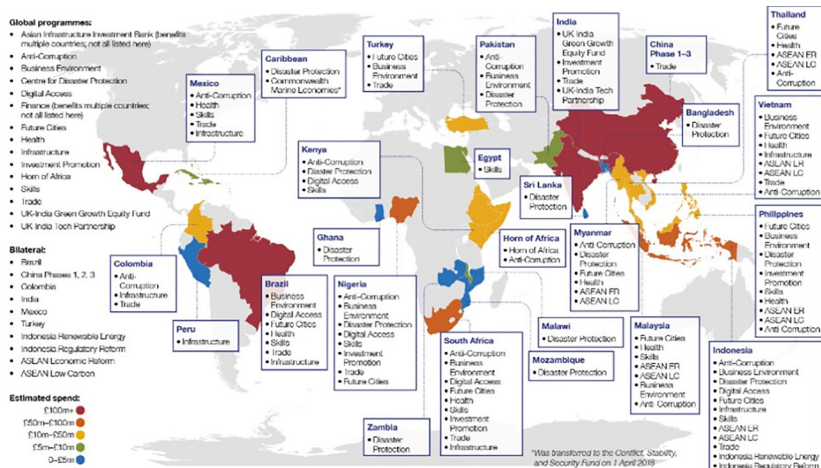 Global programmes:
• Asian Infrastructure Investment Bank (benefits
multiple countries; not all listed here)
• Anti-Corruption
• Business Environment
• Centre for Disaster Protection
• Digital Access
• Finance (benefits multiple countries;
not all listed here)
• Future Cities
• Health
• Infrastructure
• Investment Promotion
• Horn of Africa
• Skills
• Trade
• UK-India Green Growth Equity Fund
• UK India Tech Partnership
Bilateral:
• Brazil
• China Phases 1, 2, 3
• Colombia
• India
• Mexico
• Turkey
• Indonesia Renewable Energy
• Indonesia Regulatory Reform
• ASEAN Economic Reform
• ASEAN Low Carbon
Estimated spend:
£100m+
£50m–£100m
£10m–£50m
£5m–£10m
0–£5m
Mexico
• Anti-Corruption
• Health
• Skills
• Trade
• Infrastructure
Caribbean
• Disaster Protection
• Commonwealth
Marine Economies*
Turkey
• Future Cities
• Business
Environment
• Trade
Pakistan
• Anti-
Corruption
• Business
Environment
• Disaster
Protection
India
• UK India
Green Growth
Equity Fund
• Investment
Promotion
• Trade
• UK-India Tech
Partnership
China
Phase 1–3
• Trade
Thailand
• Future
Cities
• Health
• ASEAN ER
• ASEAN LC
• Anti-
Corruption
Bangladesh
• Disaster
Protection
Vietnam
• Business
Environment
• Future Cities
• Health
• Infrastructure
• ASEAN ER
• ASEAN LC
• Trade
• Anti-Corruption
Kenya
• Anti-Corruption
• Disaster Protection
• Digital Access
• Skills
Egypt
• Skills
Sri Lanka
• Disaster
Protection
Ghana
• Disaster
Protection
Horn of Africa
• Horn of Africa
• Anti-Corruption
Myanmar
• Anti Corruption
• Disaster
Protection
• Future Cities
• Health
• ASEAN ER
• ASEAN LC
Philippines
• Future Cities
• Business
Environment
• Disaster
Protection
• Investment
Promotion
• Skills
• Health
• ASEAN ER
• ASEAN LC
• Anti Corruption
Colombia
• Anti-
Corruption
• Infrastructure
• Trade
Peru
• Infrastructure
Brazil
• Business
Environment
• Digital Access
• Future Cities
• Health
• Skills
• Trade
• Infrastructure
Nigeria
• Anti-Corruption
• Business
Environment
• Disaster Protection
• Digital Access
• Skills
• Investment
Promotion
• Trade
• Future Cities
South Africa
• Anti-Corruption
• Business
Environment
• Digital Access
• Future Cities
• Health
• Skills
• Investment
Promotion
• Trade
• Infrastructure
Malawi
• Disaster Protection
Mozambique
• Disaster Protection
Malaysia
• Future Cities
• Health
• Skills
• ASEAN ER
• ASEAN LC
• Business
Environment
• Anti Corruption
Indonesia
• Anti-Corruption
• Business Environment
• Disaster Protection
• Digital Access
• Future Cities
• Infrastructure
• Skills
• ASEAN ER
• ASEAN LC
• Trade
• Indonesia Renewable Energy
• Indonesia Regulatory Reform
Zambia
• Disaster
Protection
*Was transferred to the Conflict, Stability,
and Security Fund on 1 April 2018